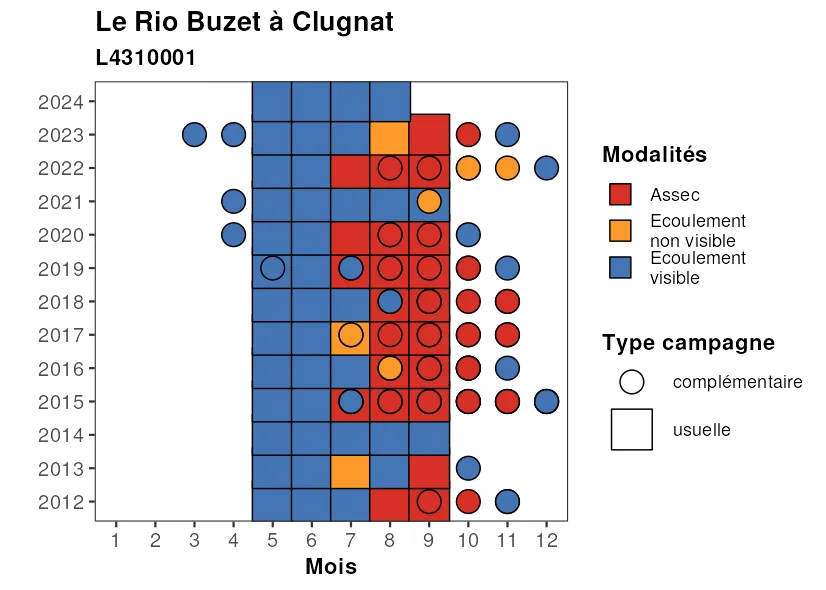 Le Rio Buzet à Clugnat
L4310001
2024
2023
2022
2021
2020
2019
2018
2017
2016
2015
2014
2013
2012
1 2 3 4 5 6 7 8 9 10 11 12
Mois
Modalités
Assec
Ecoulement
non visible
Ecoulement
visible
Type campagne
complémentaire
usuelle